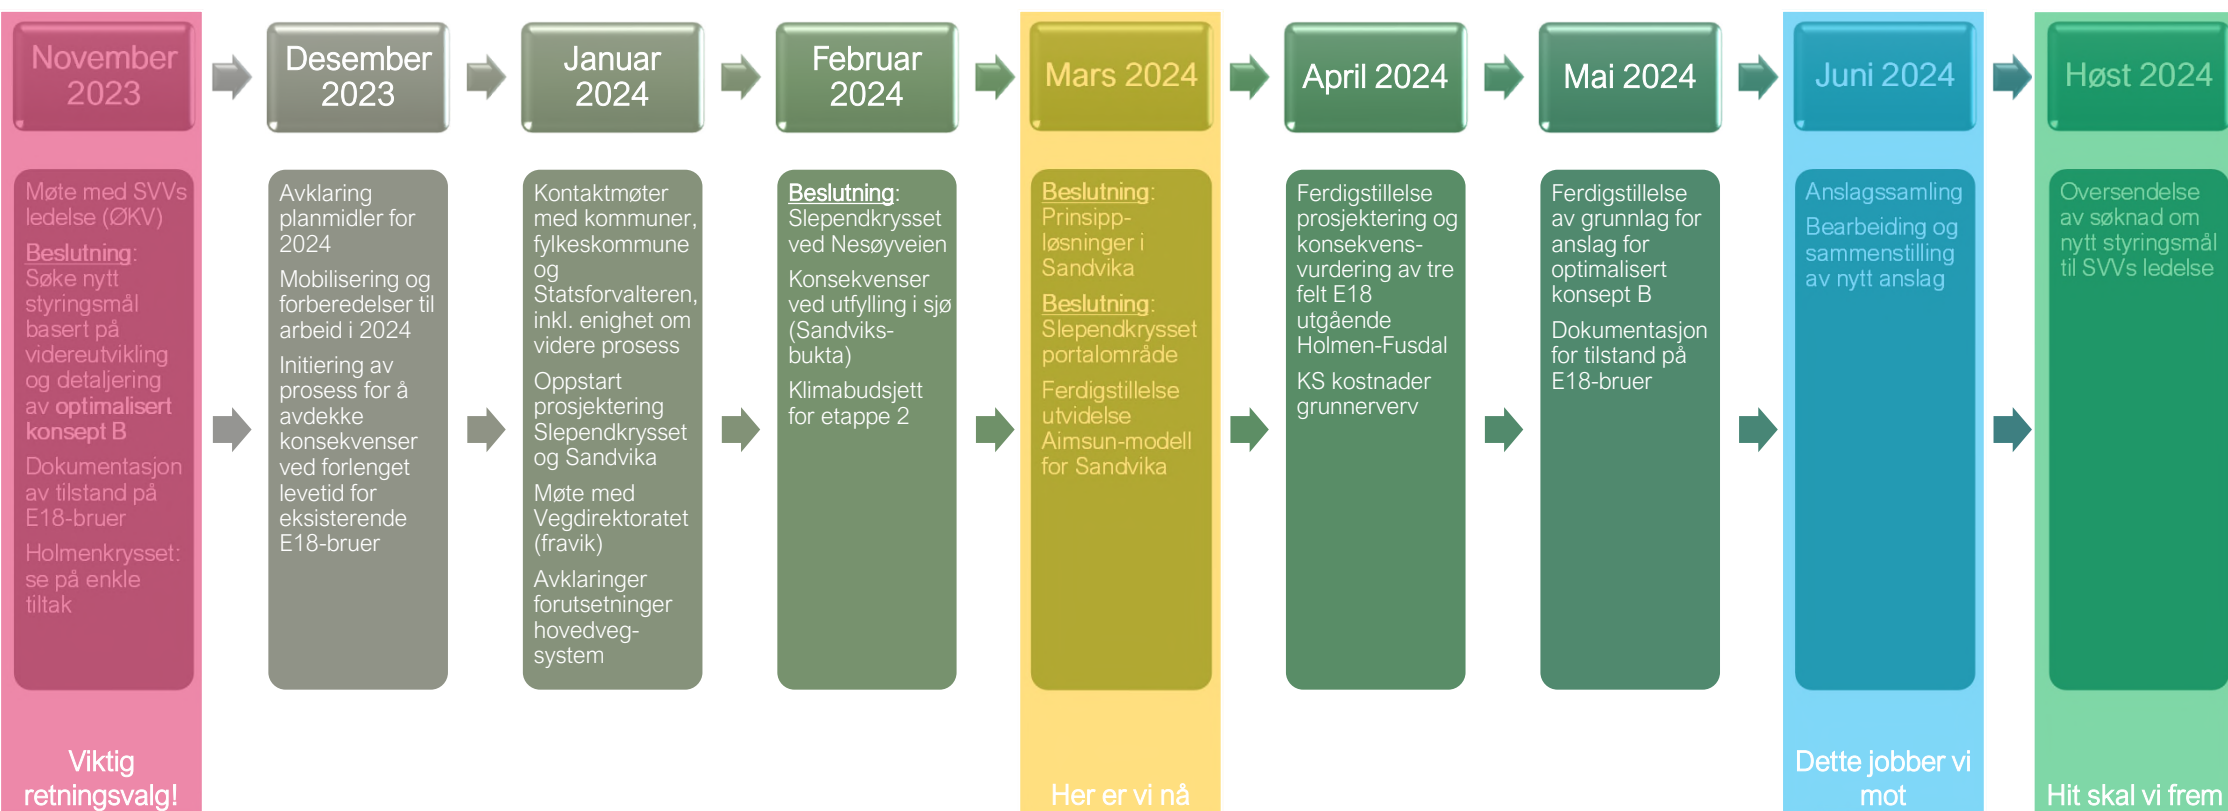 November
2023
Møte med SVVs
ledelse (ØKV)
Beslutning:
Søke nytt
styringsmål
basert på
videreutvikling
og detaljering
av optimalisert
konsept B
Dokumentasjon
av tilstand på
E18-bruer
Holmenkrysset:
se på enkle
tiltak
Viktig
retningsvalg!
Desember
2023
Avklaring
planmidler for
2024
Mobilisering og
forberedelser til
arbeid i 2024
Initiering av
prosess for å
avdekke
konsekvenser
ved forlenget
levetid for
eksisterende
E18-bruer
Januar
2024
Kontaktmøter
med kommuner,
fylkeskommune
og
Statsforvalteren,
inkl. enighet om
videre prosess
Oppstart
prosjektering
Slependkrysset
og Sandvika
Møte med
Vegdirektoratet
(fravik)
Avklaringer
forutsetninger
hovedveg-
system
Februar
2024
Beslutning:
Slependkrysset
ved Nesøyveien
Konsekvenser
ved utfylling i sjø
(Sandviks-
bukta)
Klimabudsjett
for etappe 2
Mars 2024
Beslutning:
Prinsipp-
løsninger i
Sandvika
Beslutning:
Slependkrysset
portalområde
Ferdigstillelse
utvidelse
Aimsun-modell
for Sandvika
Her er vi nå
April 2024
Ferdigstillelse
prosjektering og
konsekvens-
vurdering av tre
felt E18
utgående
Holmen-Fusdal
KS kostnader
grunnerverv
Mai 2024
Ferdigstillelse
av grunnlag for
anslag for
optimalisert
konsept B
Dokumentasjon
for tilstand på
E18-bruer
Juni 2024
Anslagssamling
Bearbeiding og
sammenstilling
av nytt anslag
Dette jobber vi
mot
Høst 2024
Oversendelse
av søknad om
nytt styringsmål
til SVVs ledelse
Hit skal vi frem